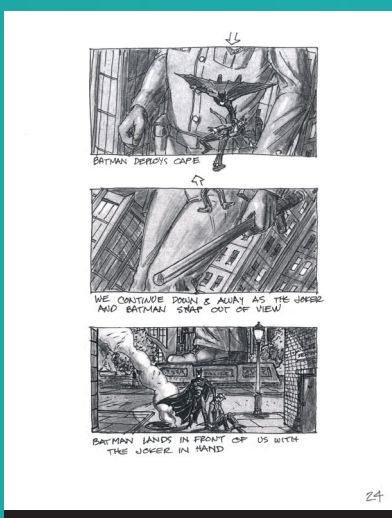 BATMAN DEPLOYS CAPE
WE CONTINUE DOWN & AWAY AS THE JOKER
AND BATMAN SNAP OUT OF VIEW
BATMAN LANDS IN FRONT OF US WITH
THE JOKER IN HAND
24